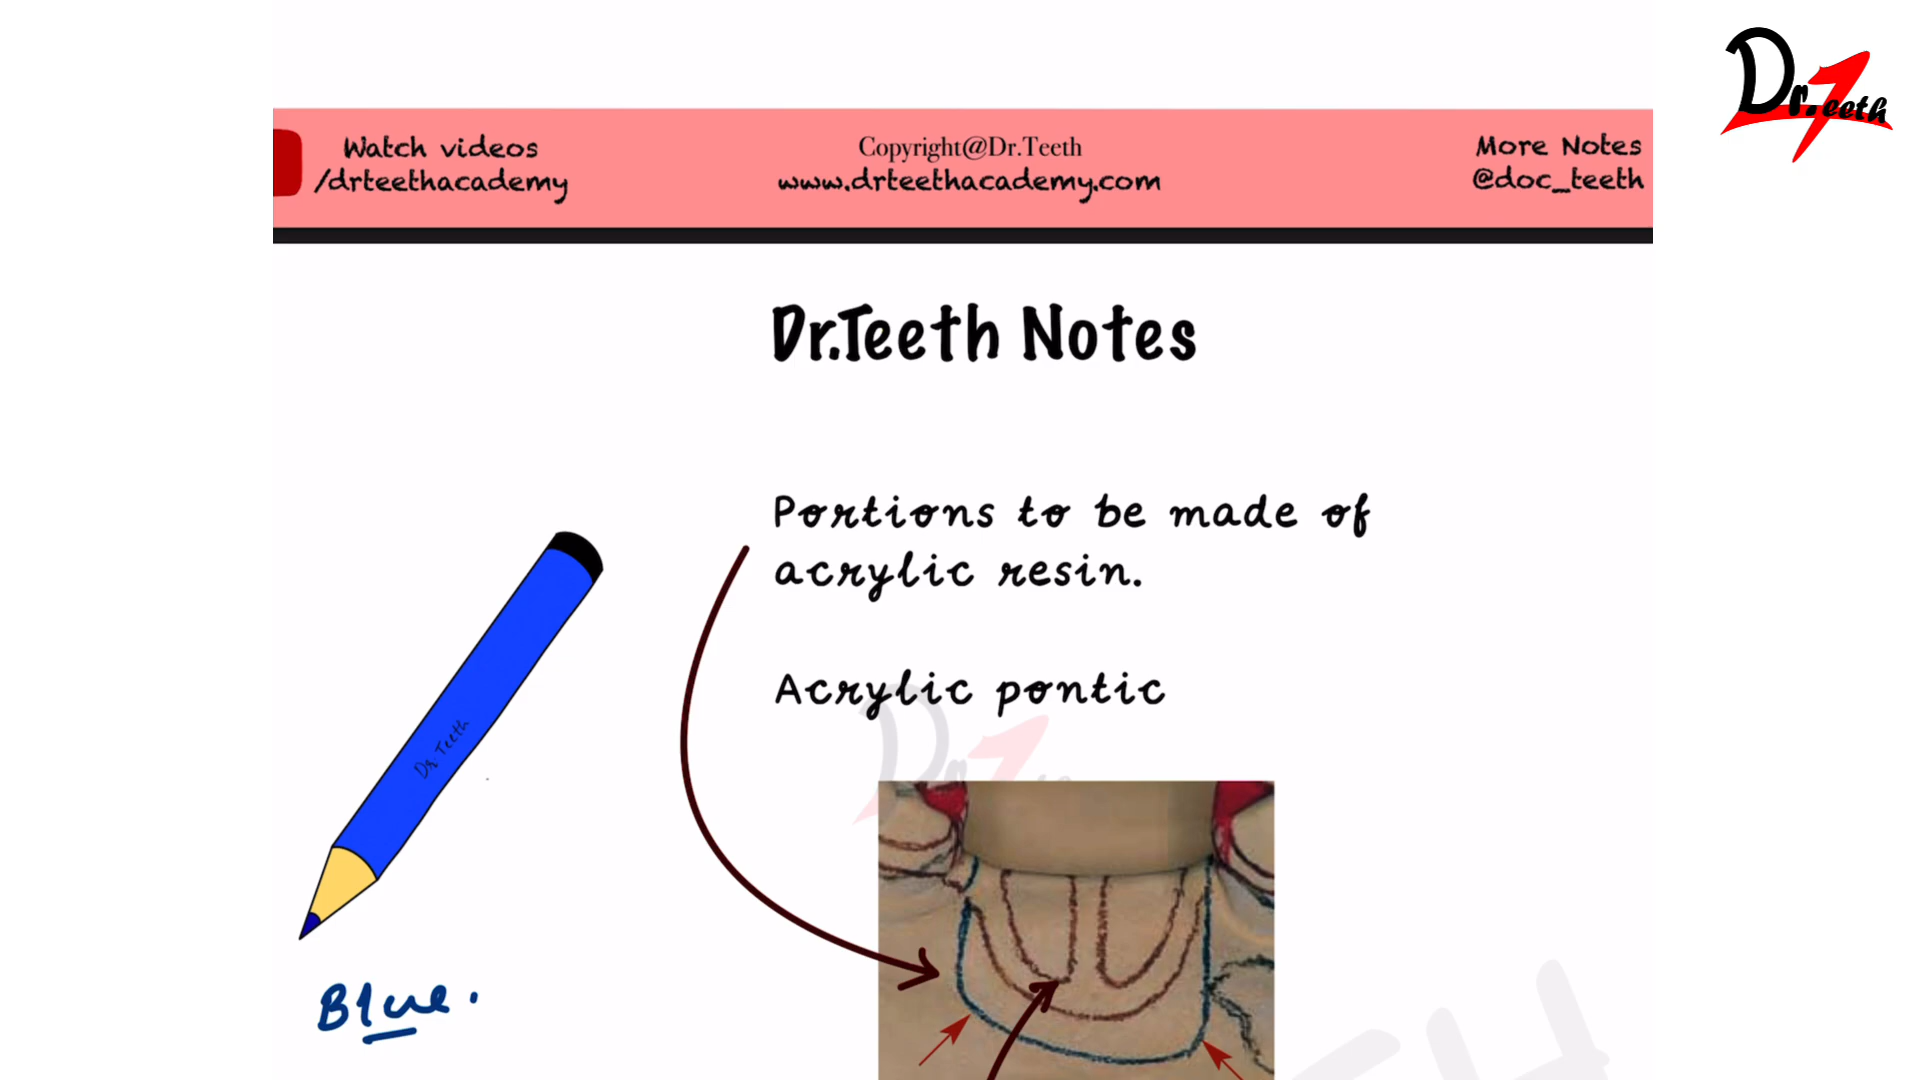 Dr.Teeth
Watch videos
/drteethacademy
Copyright@Dr.Teeth
www.drteethacademy.com
More Notes
@doc_teeth
Dr.Teeth Notes
Portions to be made of
acrylic resin.
Acrylic pontic
Dr Teeth
Blue.